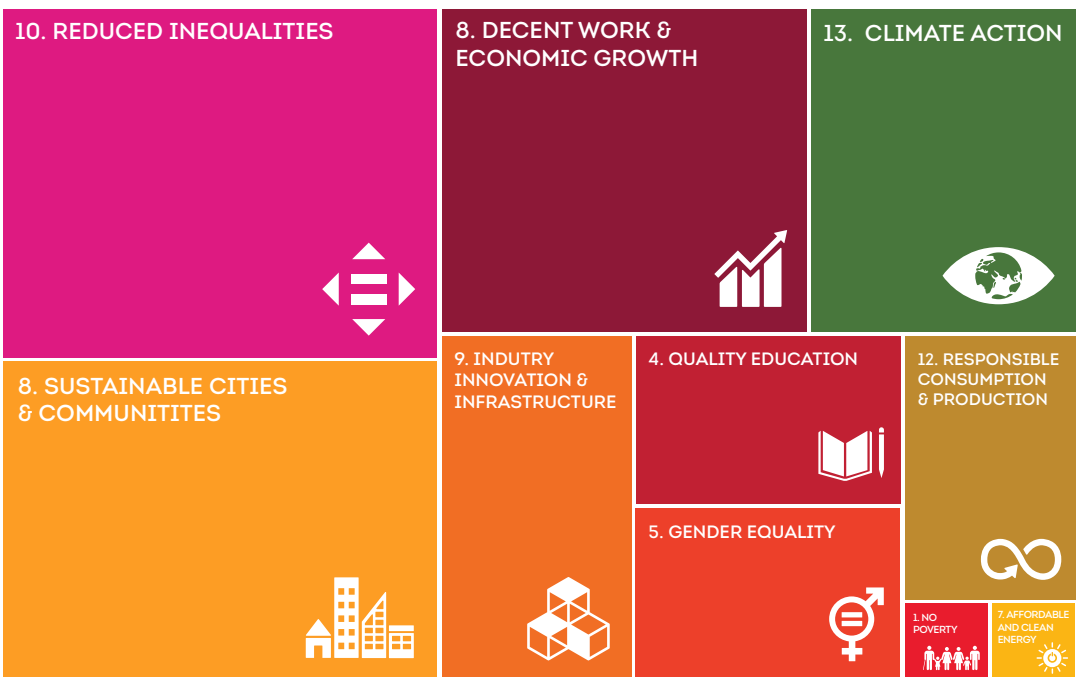 10. REDUCED INEQUALITIES
8. DECENT WORK &
ECONOMIC GROWTH
13. CLIMATE ACTION
8. SUSTAINABLE CITIES
& COMMUNITITES
9. INDUTRY
INNOVATION &
INFRASTRUCTURE
4. QUALITY EDUCATION
12. RESPONSIBLE
CONSUMPTION
& PRODUCTION
5. GENDER EQUALITY
1. NO
POVERTY
7. AFFORDABLE
AND CLEAN
ENERGY